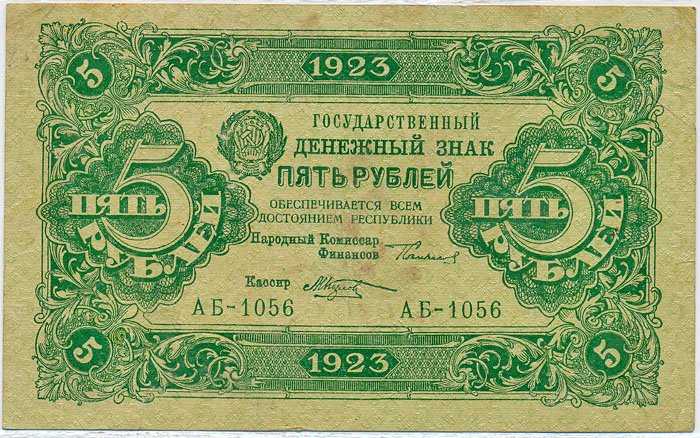 5 1923 5
ГОСУДАРСТВЕННЫЙ
ДЕНЕЖНЫЙ ЗНАК
ПЯТЬ РУБЛЕЙ
ОБЕСПЕЧИВАЕТСЯ ВСЕМ
ДОСТОЯНИЕМ РЕСПУБЛИКИ
5 ПЯТЬ РУБЛЕЙ
5 ПЯТЬ РУБЛЕЙ
Народный Комиссар
Финансов
Кассир
АБ-1056 АБ-1056
5 1923 5